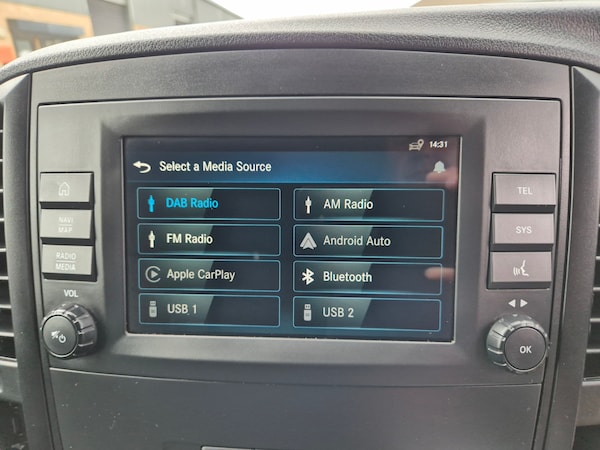 14:31
Select a Media Source
DAB Radio
AM Radio
FM Radio
Android Auto
Apple CarPlay
Bluetooth
USB 1
USB 2
NAVI
MAP
RADIO
MEDIA
VOL
TEL
SYS
OK